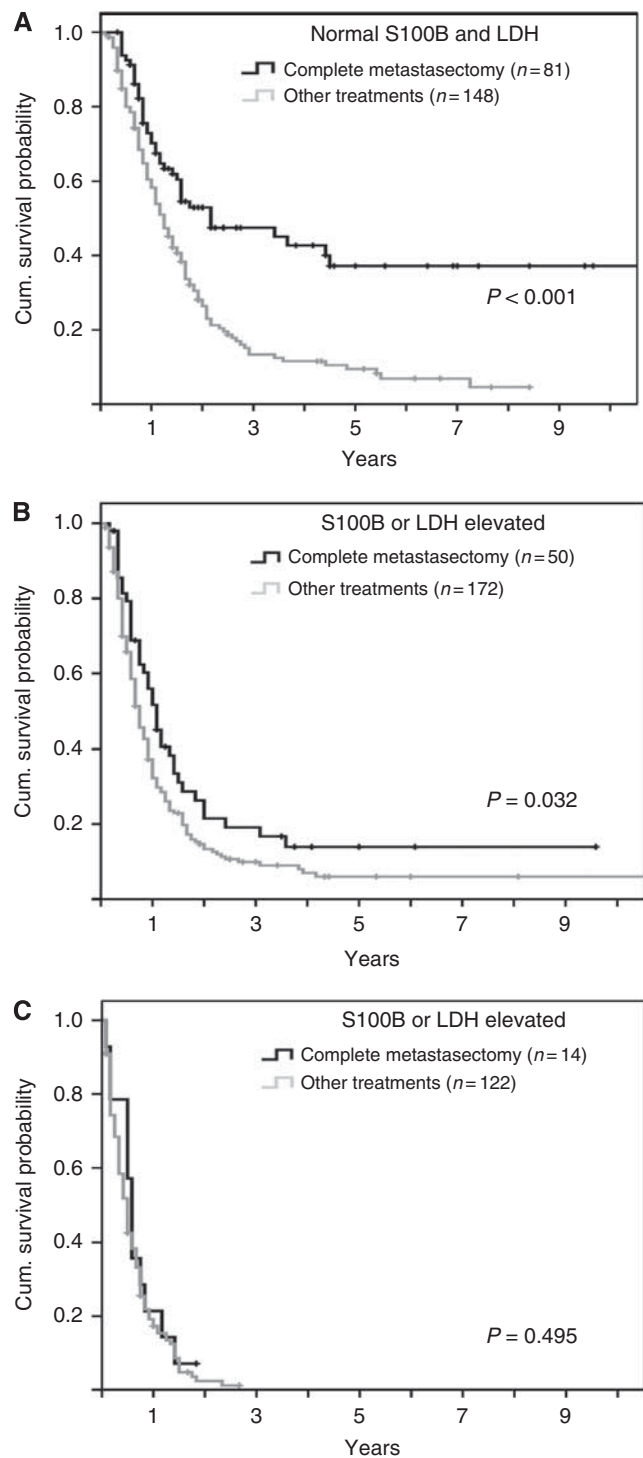 A
Normal S100B and LDH
Complete metastasectomy (n=81)
Other treatments (n=148)
Cum. survival probability
1.0
0.8
0.6
0.4
0.2
P < 0.001
1 3 5 7 9
Years
B
S100B or LDH elevated
Complete metastasectomy (n=50)
Other treatments (n=172)
Cum. survival probability
1.0
0.8
0.6
0.4
0.2
P = 0.032
1 3 5 7 9
Years
C
S100B or LDH elevated
Complete metastasectomy (n=14)
Other treatments (n=122)
Cum. survival probability
1.0
0.8
0.6
0.4
0.2
P = 0.495
1 3 5 7 9
Years